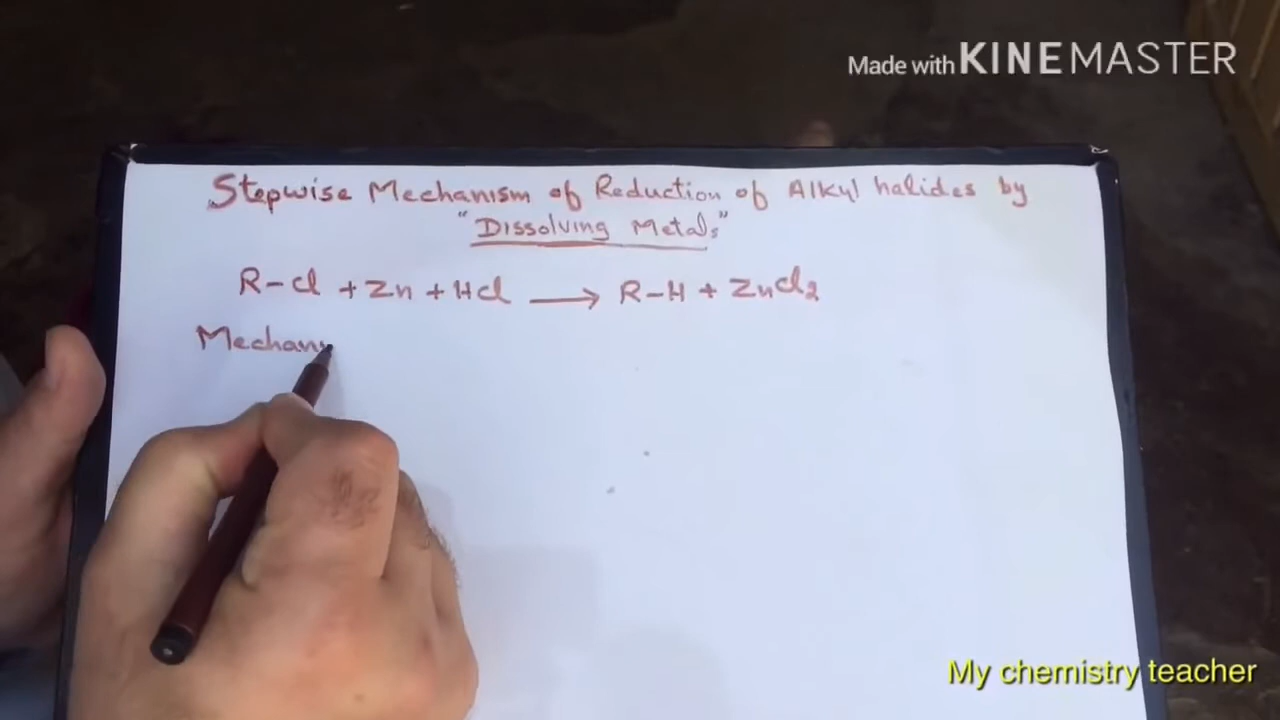 Made with KINEMASTER
Stepwise Mechanism of Reduction of Alkyl halides by
"Dissolving Metals"
R-Cl + Zn + HCl ⟶ R-H + ZnCl₂
Mechan
My chemistry teacher